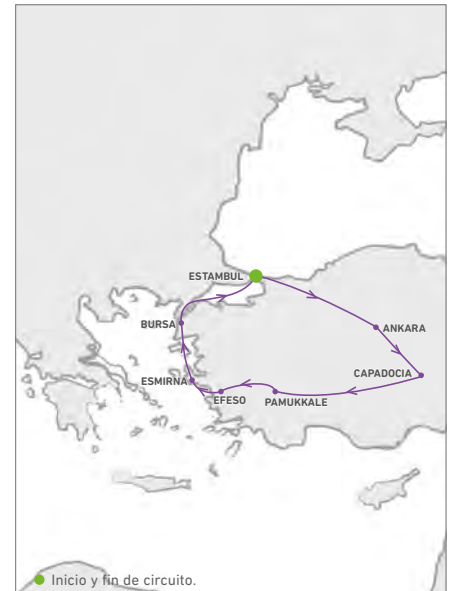 ESTAMBUL
BURSA
ANKARA
CAPADOCIA
ESMIRNA
EFESO
PAMUKKALE
Inicio y fin de circuito.